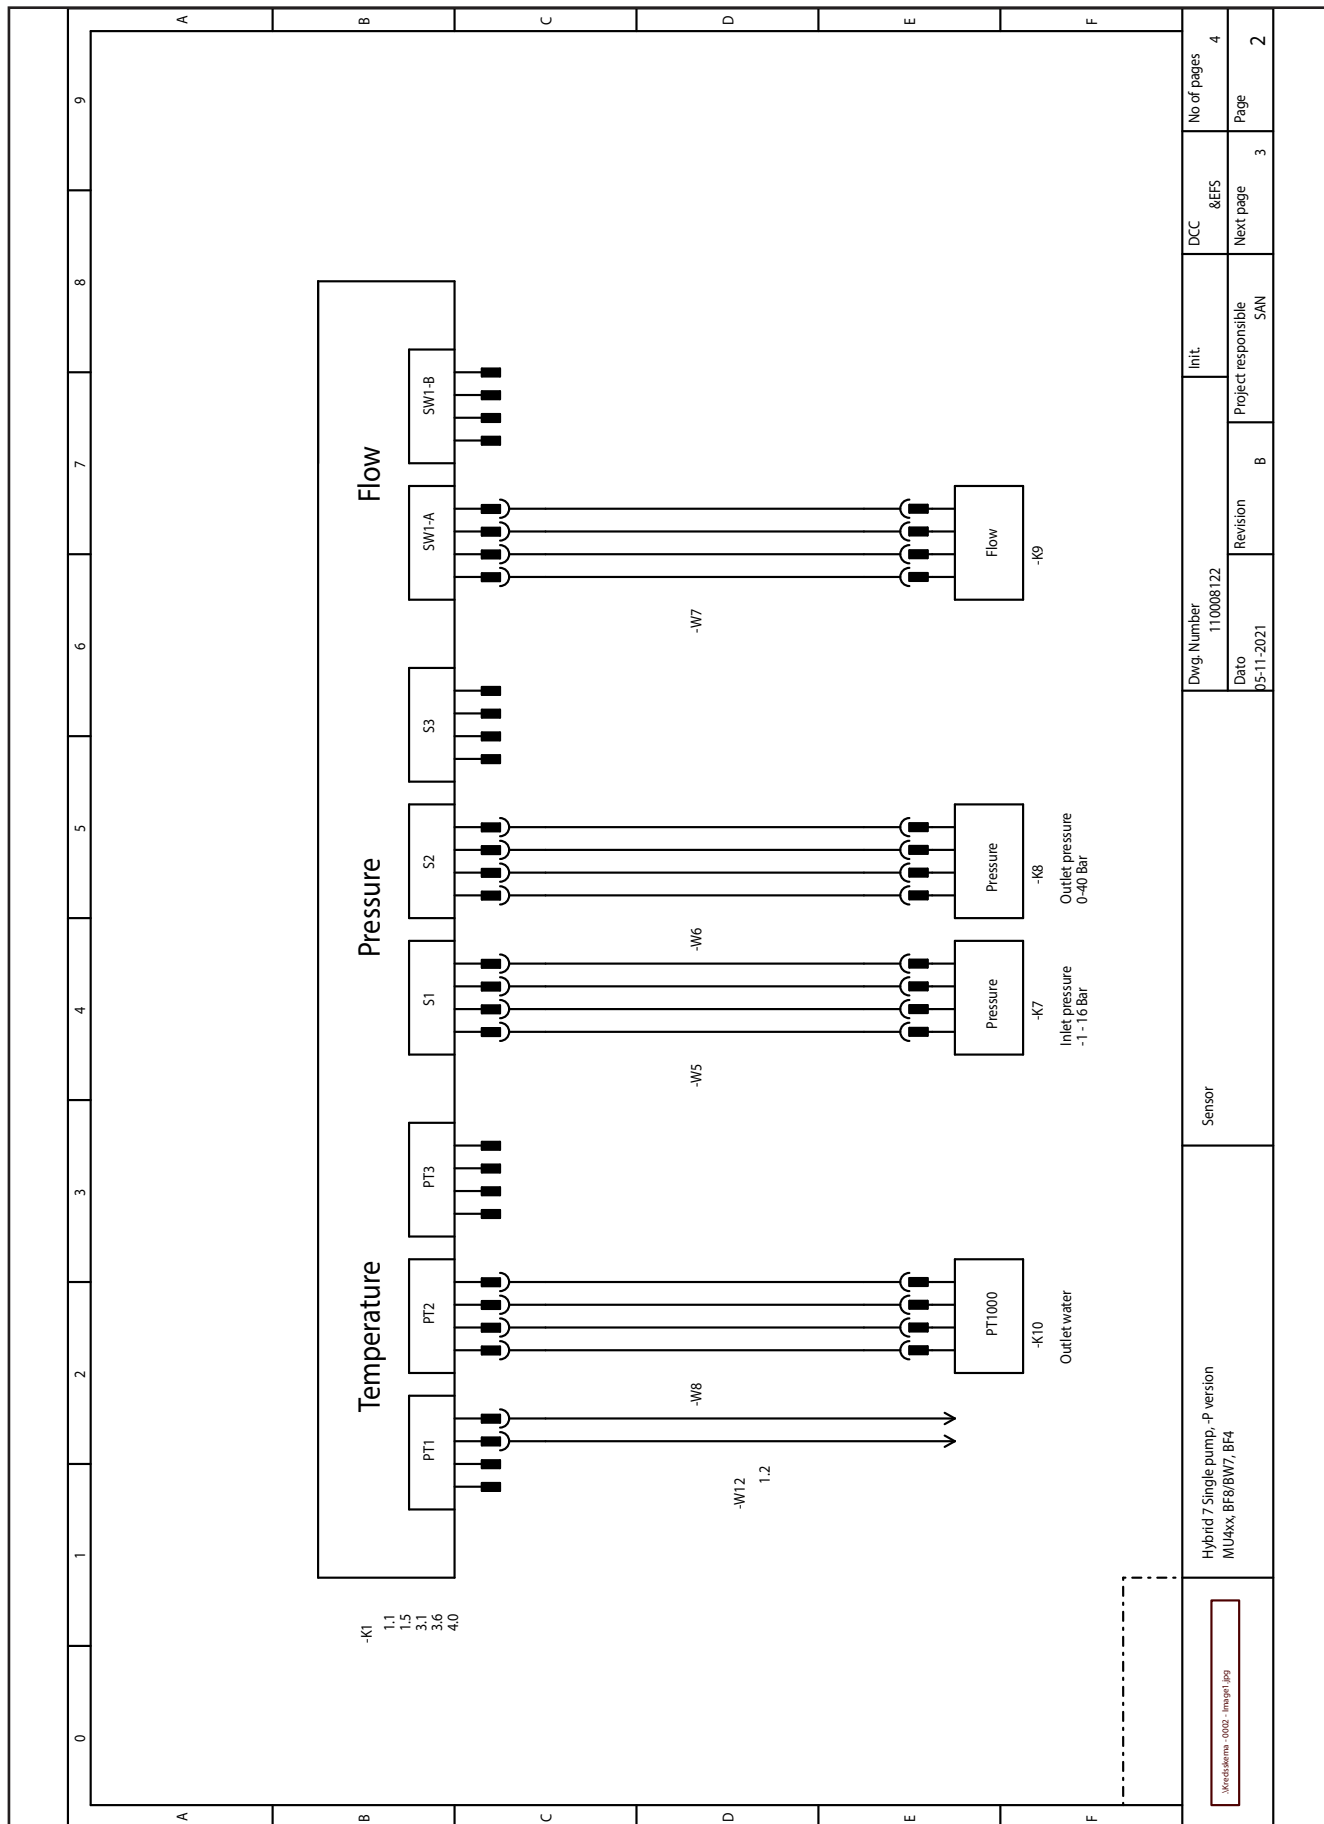 0 1 2 3 4 5 6 7 8 9
A A
B B
C C
D D
E E
F F
-K1
1.1
1.5
3.1
3.6
4.0
Temperature Pressure Flow
PT1 PT2 PT3 S1 S2 S3 SW1-A SW1-B
-W12
1.2
-W8 -W5 -W6 -W7
PT1000 Pressure Pressure Flow
-K10 -K7 -K8 -K9
Outlet water
Inlet pressure
-1 - 16 Bar
Outlet pressure
0-40 Bar
.\Kredsskema - 0002 - Image1.jpg
Hybrid 7 Single pump, -P version
MU4xx, BF8/BW7, BF4
Sensor
Dwg. Number
110008122
Init.
DCC
&EFS
No of pages
4
Dato
05-11-2021
Revision
B
Project responsible
SAN
Next page
3
Page
2